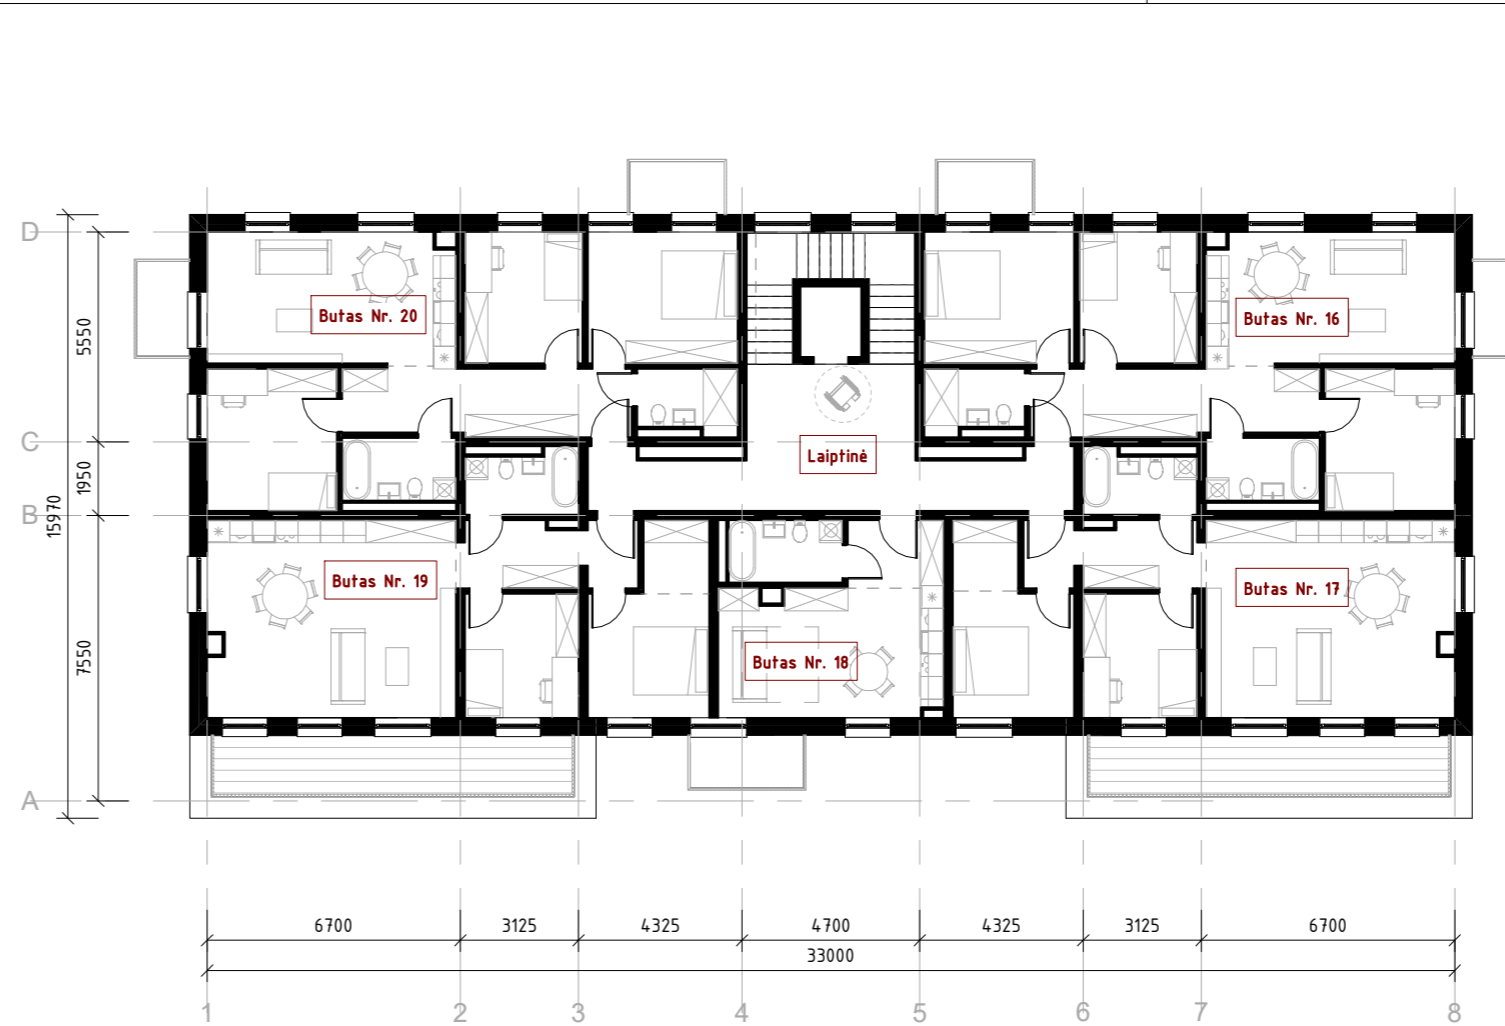 D
5550
Butas Nr. 20
Butas Nr. 16
C
Laiptinė
1950
15970
B
Butas Nr. 19
Butas Nr. 17
7550
Butas Nr. 18
A
6700 3125 4325 4700 4325 3125 6700
33000
1 2 3 4 5 6 7 8